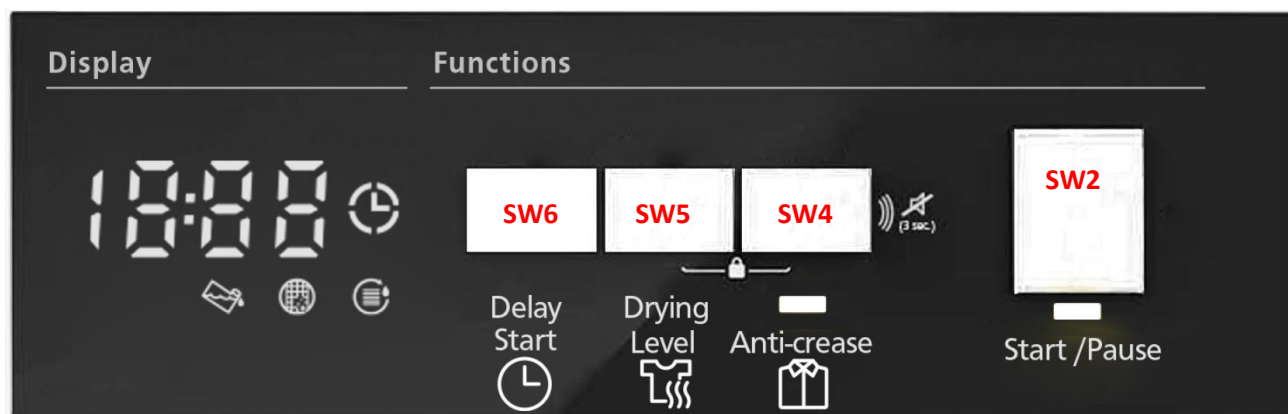 Display
Functions
18:88
SW6
SW5
SW4
SW2
(3 sec.)
Delay
Start
Drying
Level
Anti-crease
Start /Pause